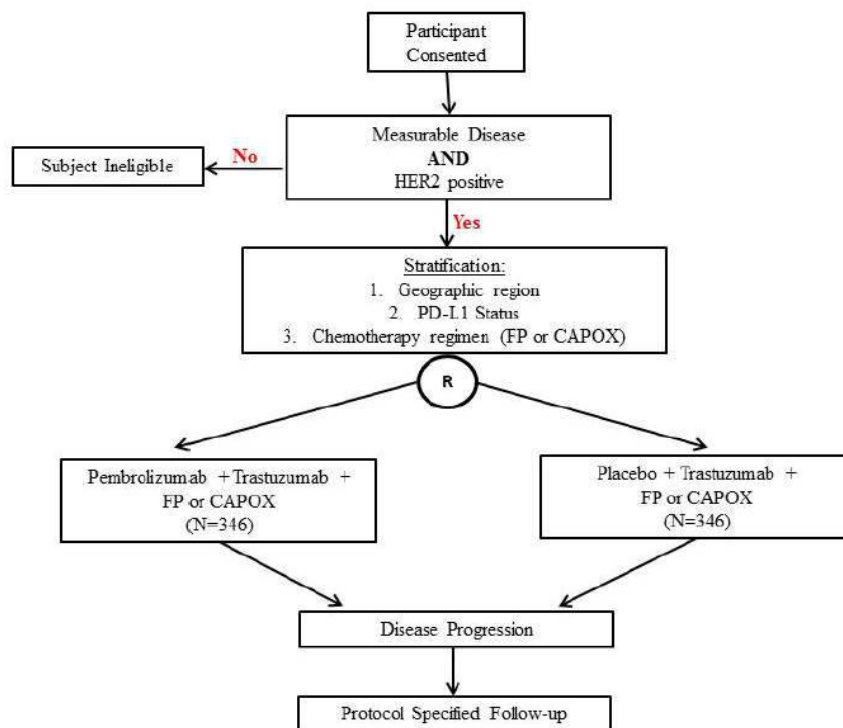 Participant
Consented
Measurable Disease
AND
HER2 positive
No
Subject Ineligible
Yes
Stratification:
1. Geographic region
2. PD-L1 Status
3. Chemotherapy regimen (FP or CAPOX)
R
Pembrolizumab + Trastuzumab +
FP or CAPOX
(N=346)
Placebo + Trastuzumab +
FP or CAPOX
(N=346)
Disease Progression
Protocol Specified Follow-up